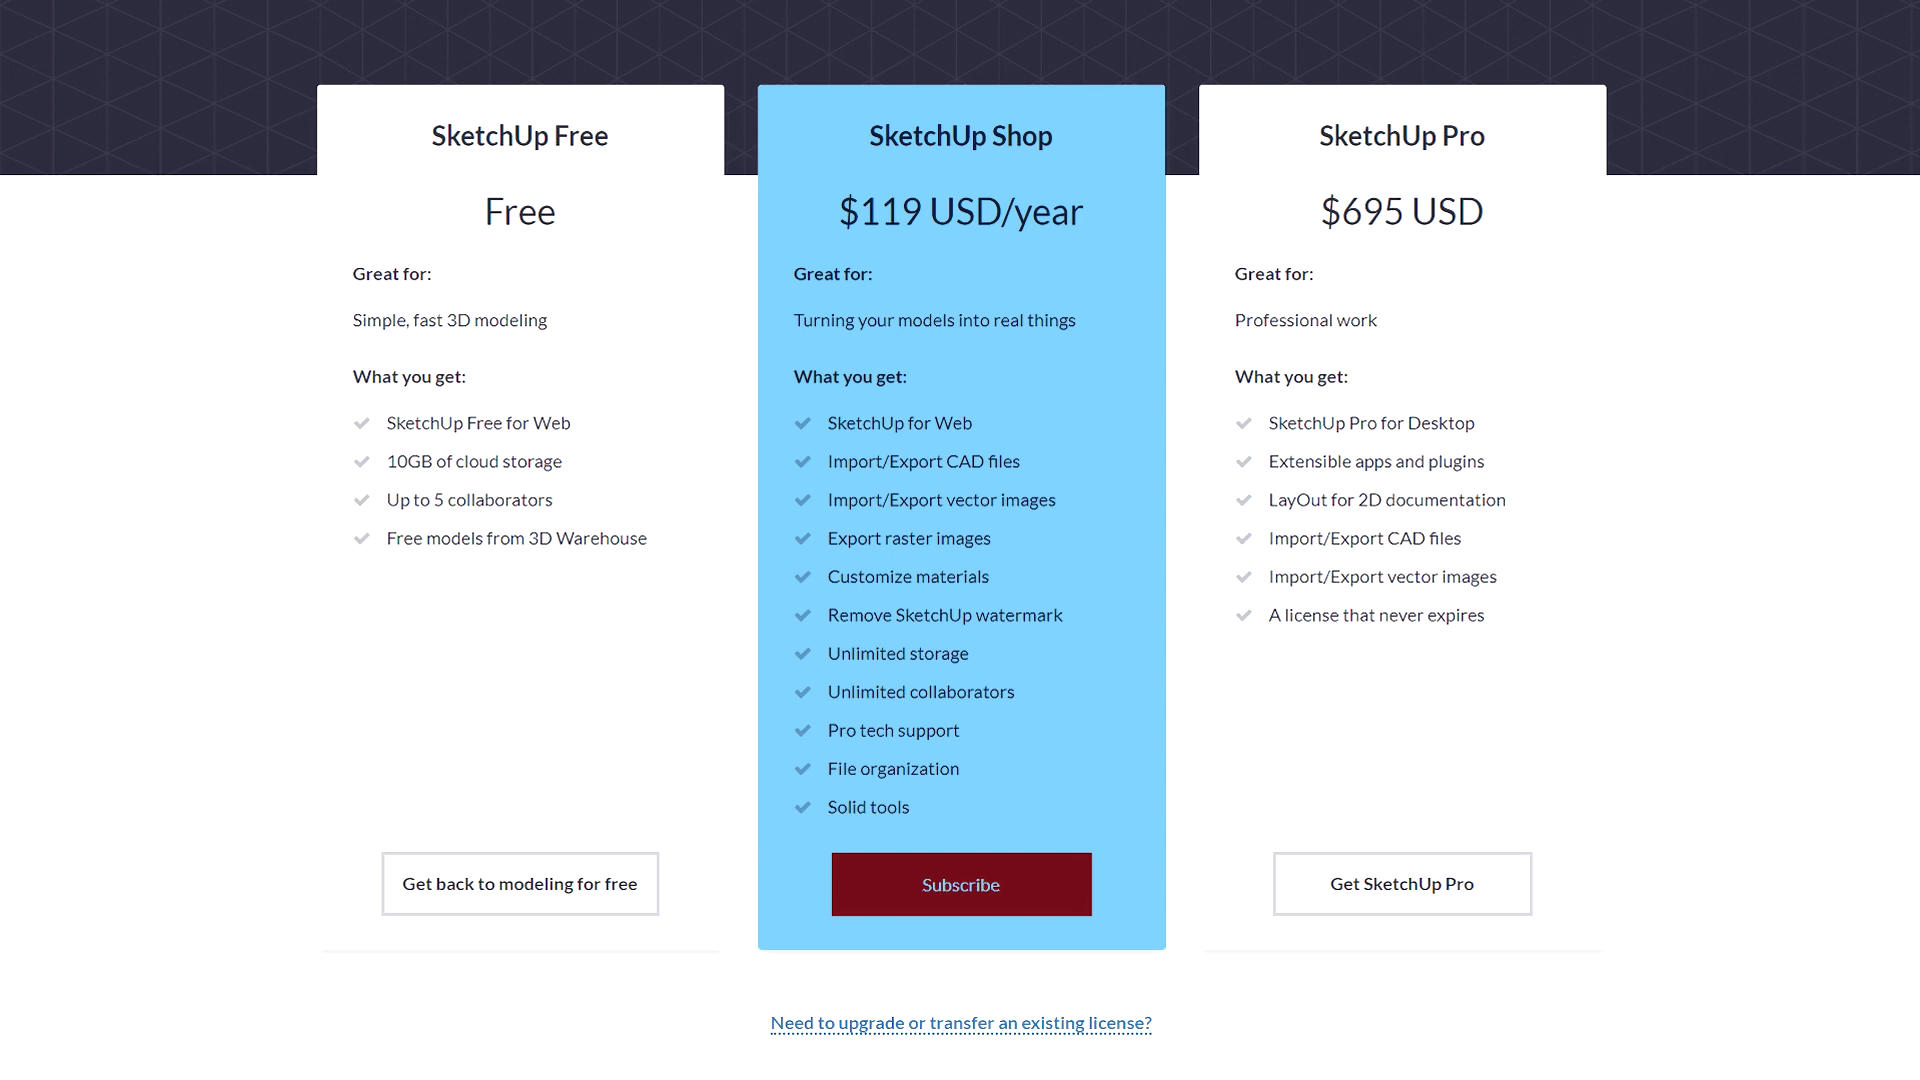 SketchUp Free
Free
Great for:
Simple, fast 3D modeling
What you get:
SketchUp Free for Web
10GB of cloud storage
Up to 5 collaborators
Free models from 3D Warehouse
Get back to modeling for free
SketchUp Shop
$119 USD/year
Great for:
Turning your models into real things
What you get:
SketchUp for Web
Import/Export CAD files
Import/Export vector images
Export raster images
Customize materials
Remove SketchUp watermark
Unlimited storage
Unlimited collaborators
Pro tech support
File organization
Solid tools
Subscribe
SketchUp Pro
$695 USD
Great for:
Professional work
What you get:
SketchUp Pro for Desktop
Extensible apps and plugins
LayOut for 2D documentation
Import/Export CAD files
Import/Export vector images
A license that never expires
Get SketchUp Pro
Need to upgrade or transfer an existing license?